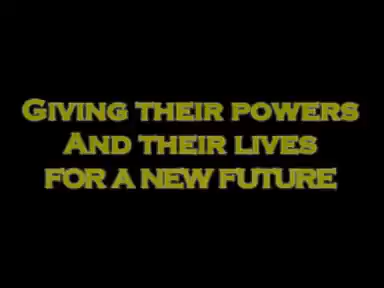 Giving their powers
And their lives
for a new future